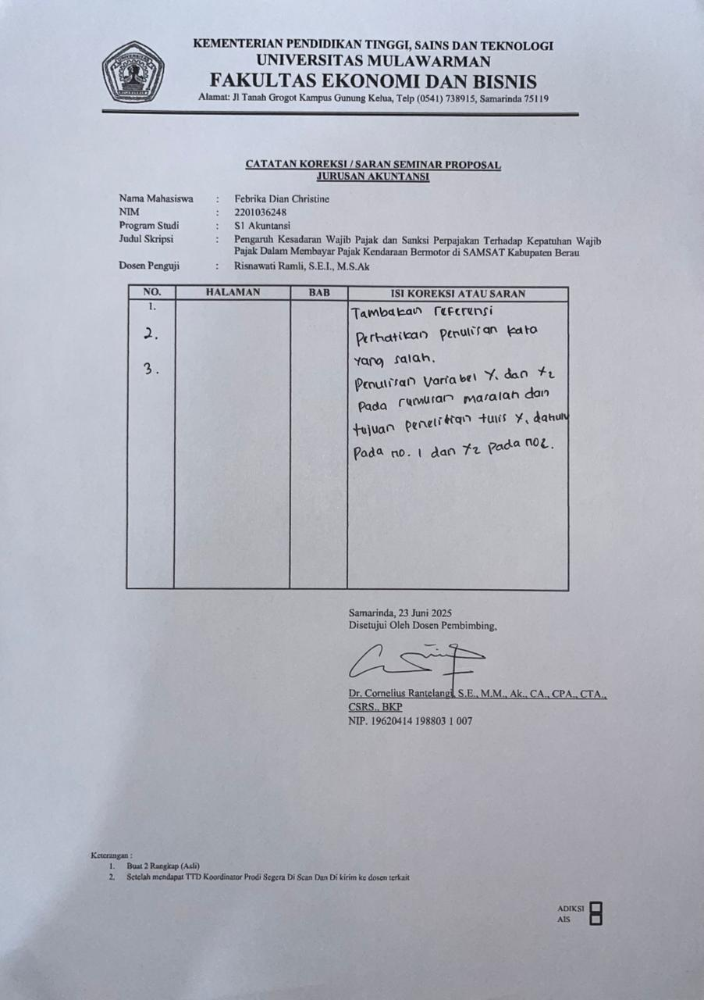 KEMENTERIAN PENDIDIKAN TINGGI, SAINS DAN TEKNOLOGI
UNIVERSITAS MULAWARMAN
FAKULTAS EKONOMI DAN BISNIS
Alamat: Jl Tanah Grogot Kampus Gunung Kelua, Telp (0541) 738915, Samarinda 75119
CATATAN KOREKSI / SARAN SEMINAR PROPOSAL
JURUSAN AKUNTANSI
Nama Mahasiswa : Febrika Dian Christine
NIM : 2201036248
Program Studi : S1 Akuntansi
Judul Skripsi : Pengaruh Kesadaran Wajib Pajak dan Sanksi Perpajakan Terhadap Kepatuhan Wajib
Pajak Dalam Membayar Pajak Kendaraan Bermotor di SAMSAT Kabupaten Berau
Dosen Penguji : Risnawati Ramli, S.E.I., M.S.Ak
NO. HALAMAN BAB ISI KOREKSI ATAU SARAN
1. Tambakan referensi
2. Perhatikan penulisan kata
yang salah.
3. Penulisan Variabel X1 dan X2
Pada rumusan masalah dan
tujuan penelitian tulis X1 dahulu
Pada no. 1 dan X2 pada no2.
Samarinda, 23 Juni 2025
Disetujui Oleh Dosen Pembimbing,
Dr. Cornelius Rantelangi, S.E., M.M., Ak., CA., CPA., CTA.,
CSRS., BKP
NIP. 19620414 198803 1 007
Keterangan :
1. Buat 2 Rangkap (Asli)
2. Setelah mendapat TTD Koordinator Prodi Segera Di Scan Dan Di kirim ke dosen terkait
ADIKSI
AIS